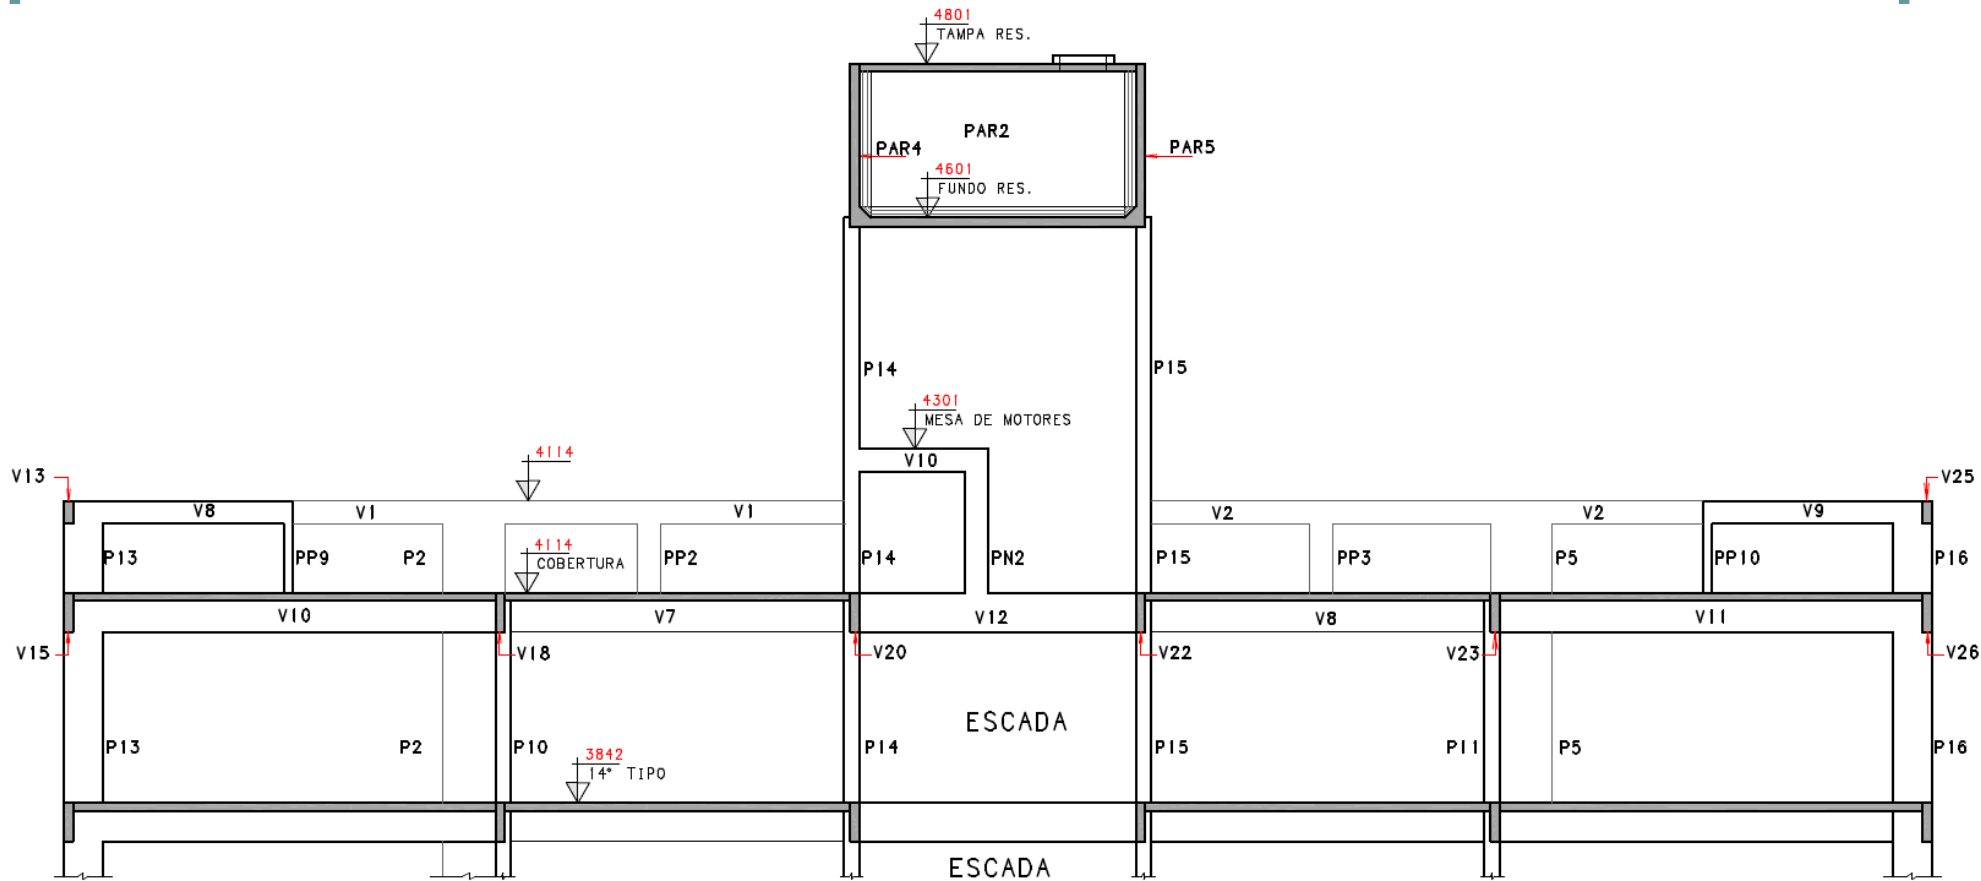 4801
TAMPA RES.
PAR2
PAR4
PAR5
4601
FUNDO RES.
P14
P15
4301
MESA DE MOTORES
4114
V10
V13
V25
V8
V1
V1
V2
V2
V9
4114
COBERTURA
P13
PP9
P2
PP2
P14
PN2
P15
PP3
P5
PP10
P16
V10
V7
V12
V8
V11
V15
V18
V20
V22
V23
V26
ESCADA
P13
P2
P10
P14
P15
P11
P5
P16
3842
14° TIPO
ESCADA